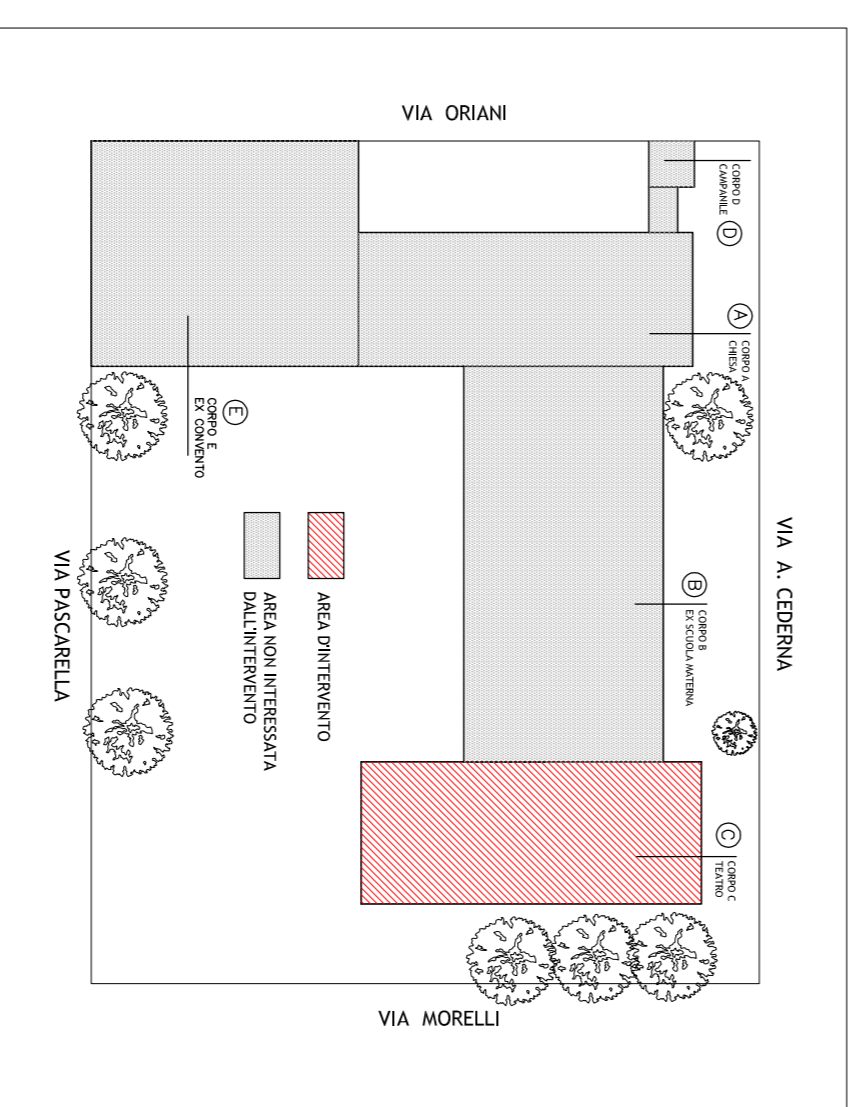 VIA ORIANI
CORPO D
CAMPANILE
D
A
CORPO A
CHIESA
E
CORPO E
EX CONVENTO
VIA A. CEDERNA
B
CORPO B
EX SCUOLA MATERNA
AREA D'INTERVENTO
AREA NON INTERESSATA
DALL'INTERVENTO
VIA PASCARELLA
C
CORPO C
TEATRO
VIA MORELLI